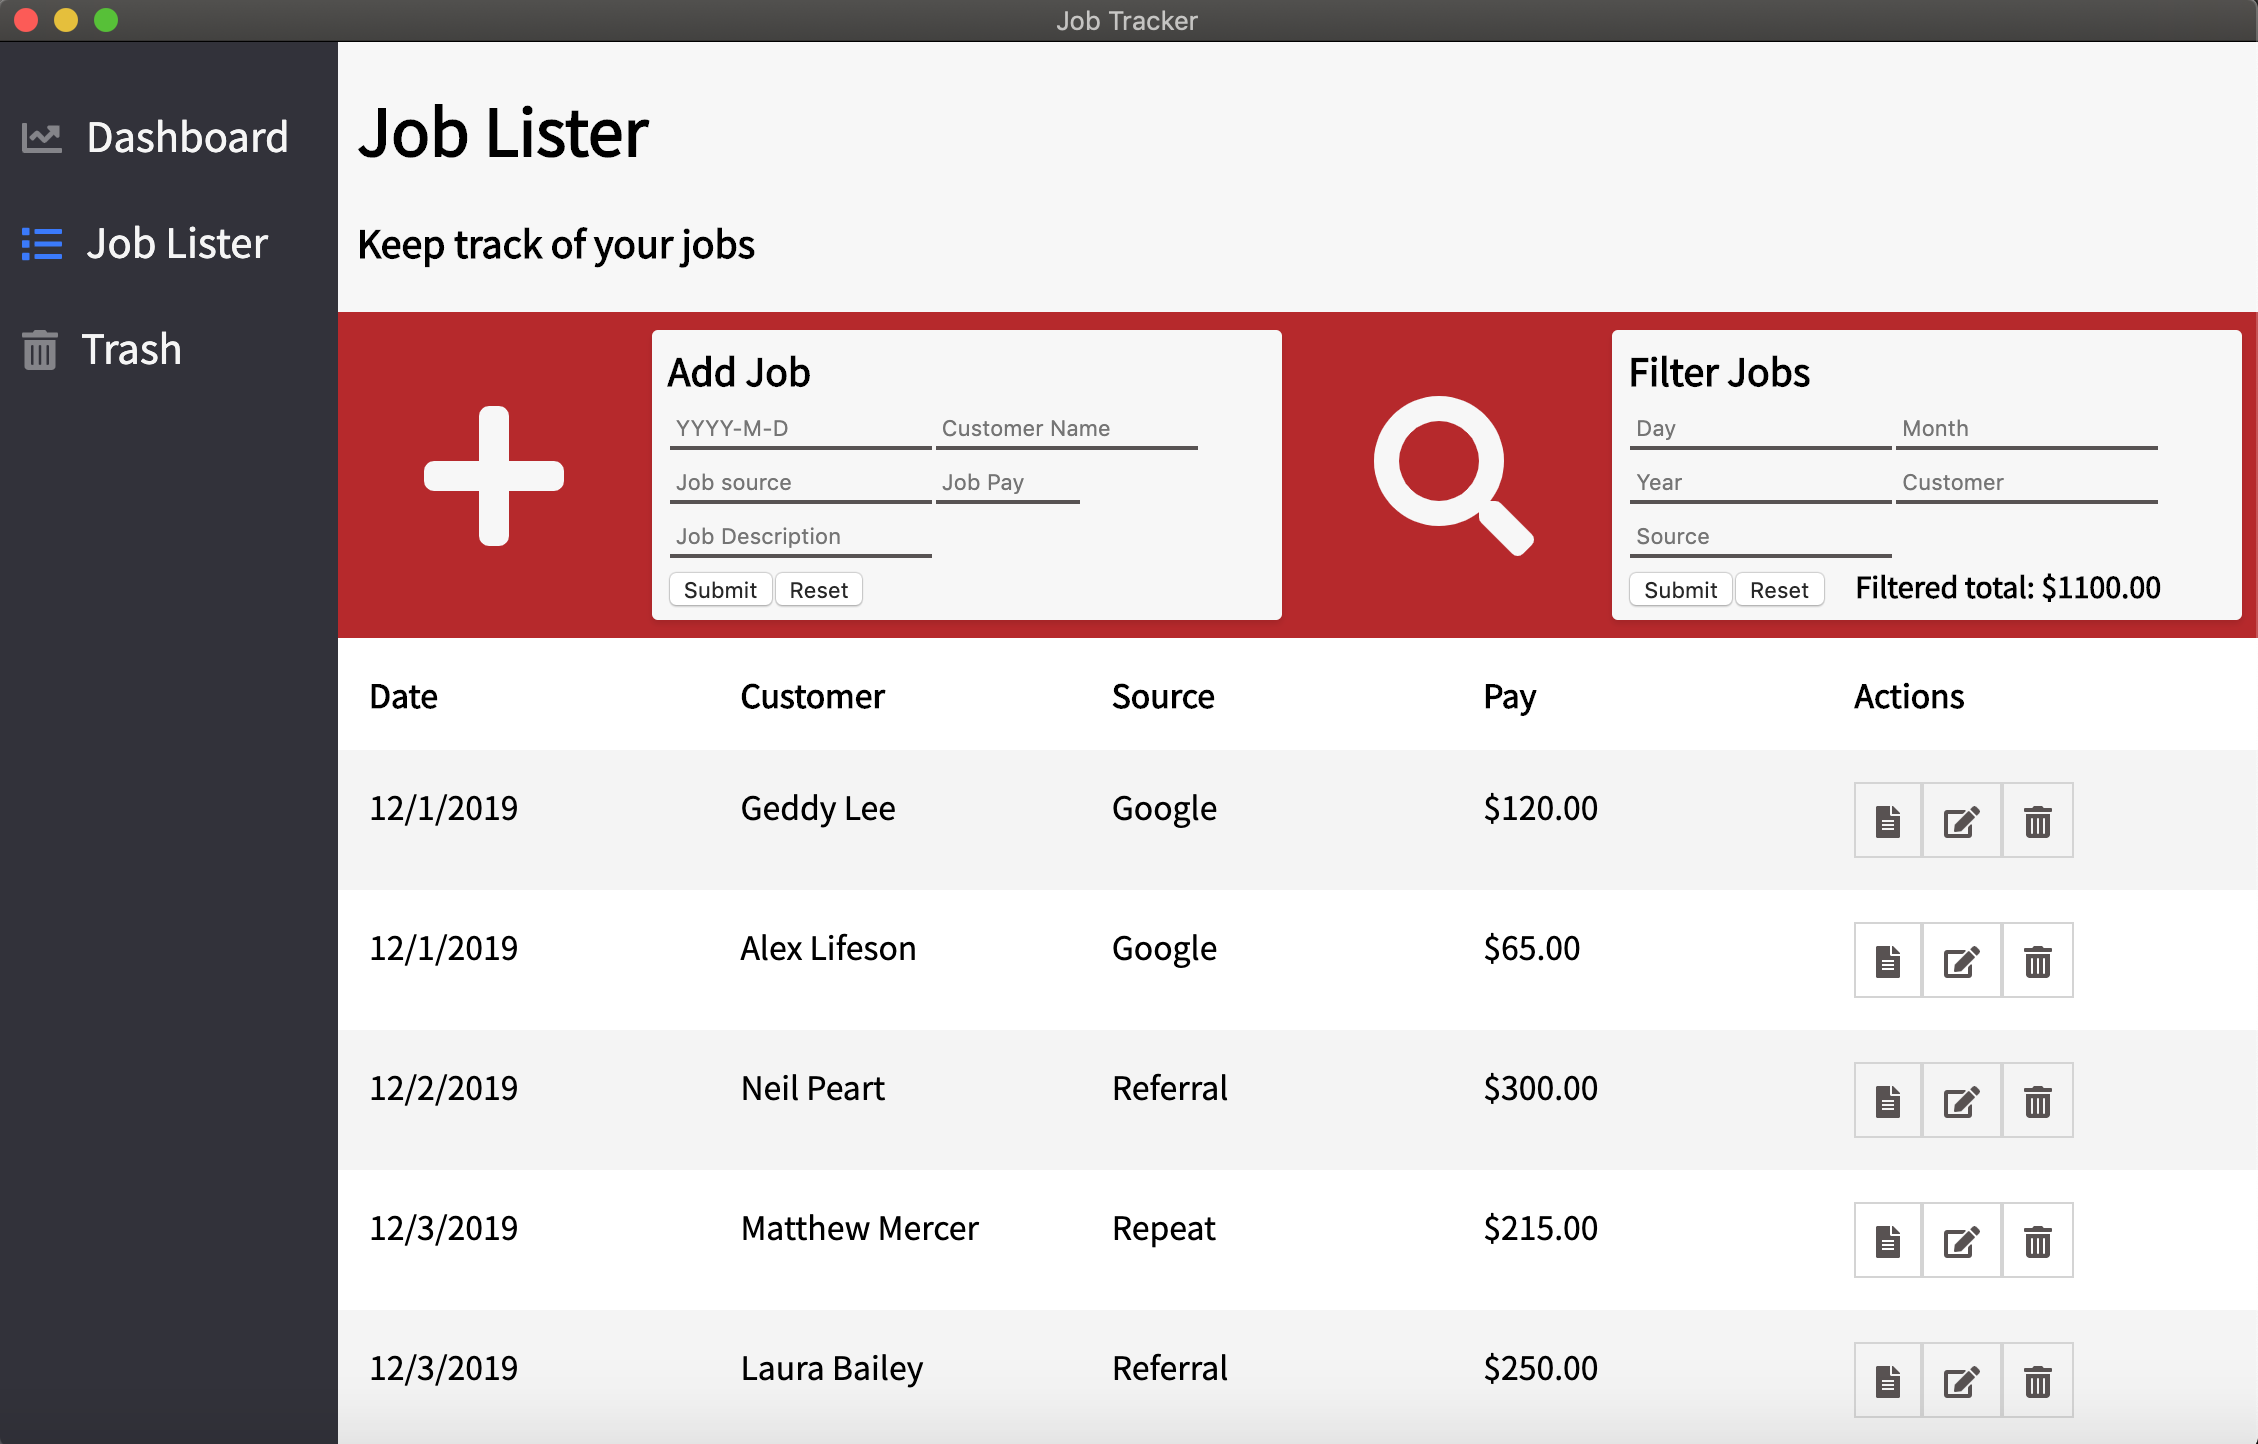 Job Tracker
Dashboard
Job Lister
Trash
Job Lister
Keep track of your jobs
Add Job
YYYY-M-D Customer Name
Job source Job Pay
Job Description
Submit Reset
Filter Jobs
Day Month
Year Customer
Source
Submit Reset Filtered total: $1100.00
Date Customer Source Pay Actions
12/1/2019 Geddy Lee Google $120.00
12/1/2019 Alex Lifeson Google $65.00
12/2/2019 Neil Peart Referral $300.00
12/3/2019 Matthew Mercer Repeat $215.00
12/3/2019 Laura Bailey Referral $250.00